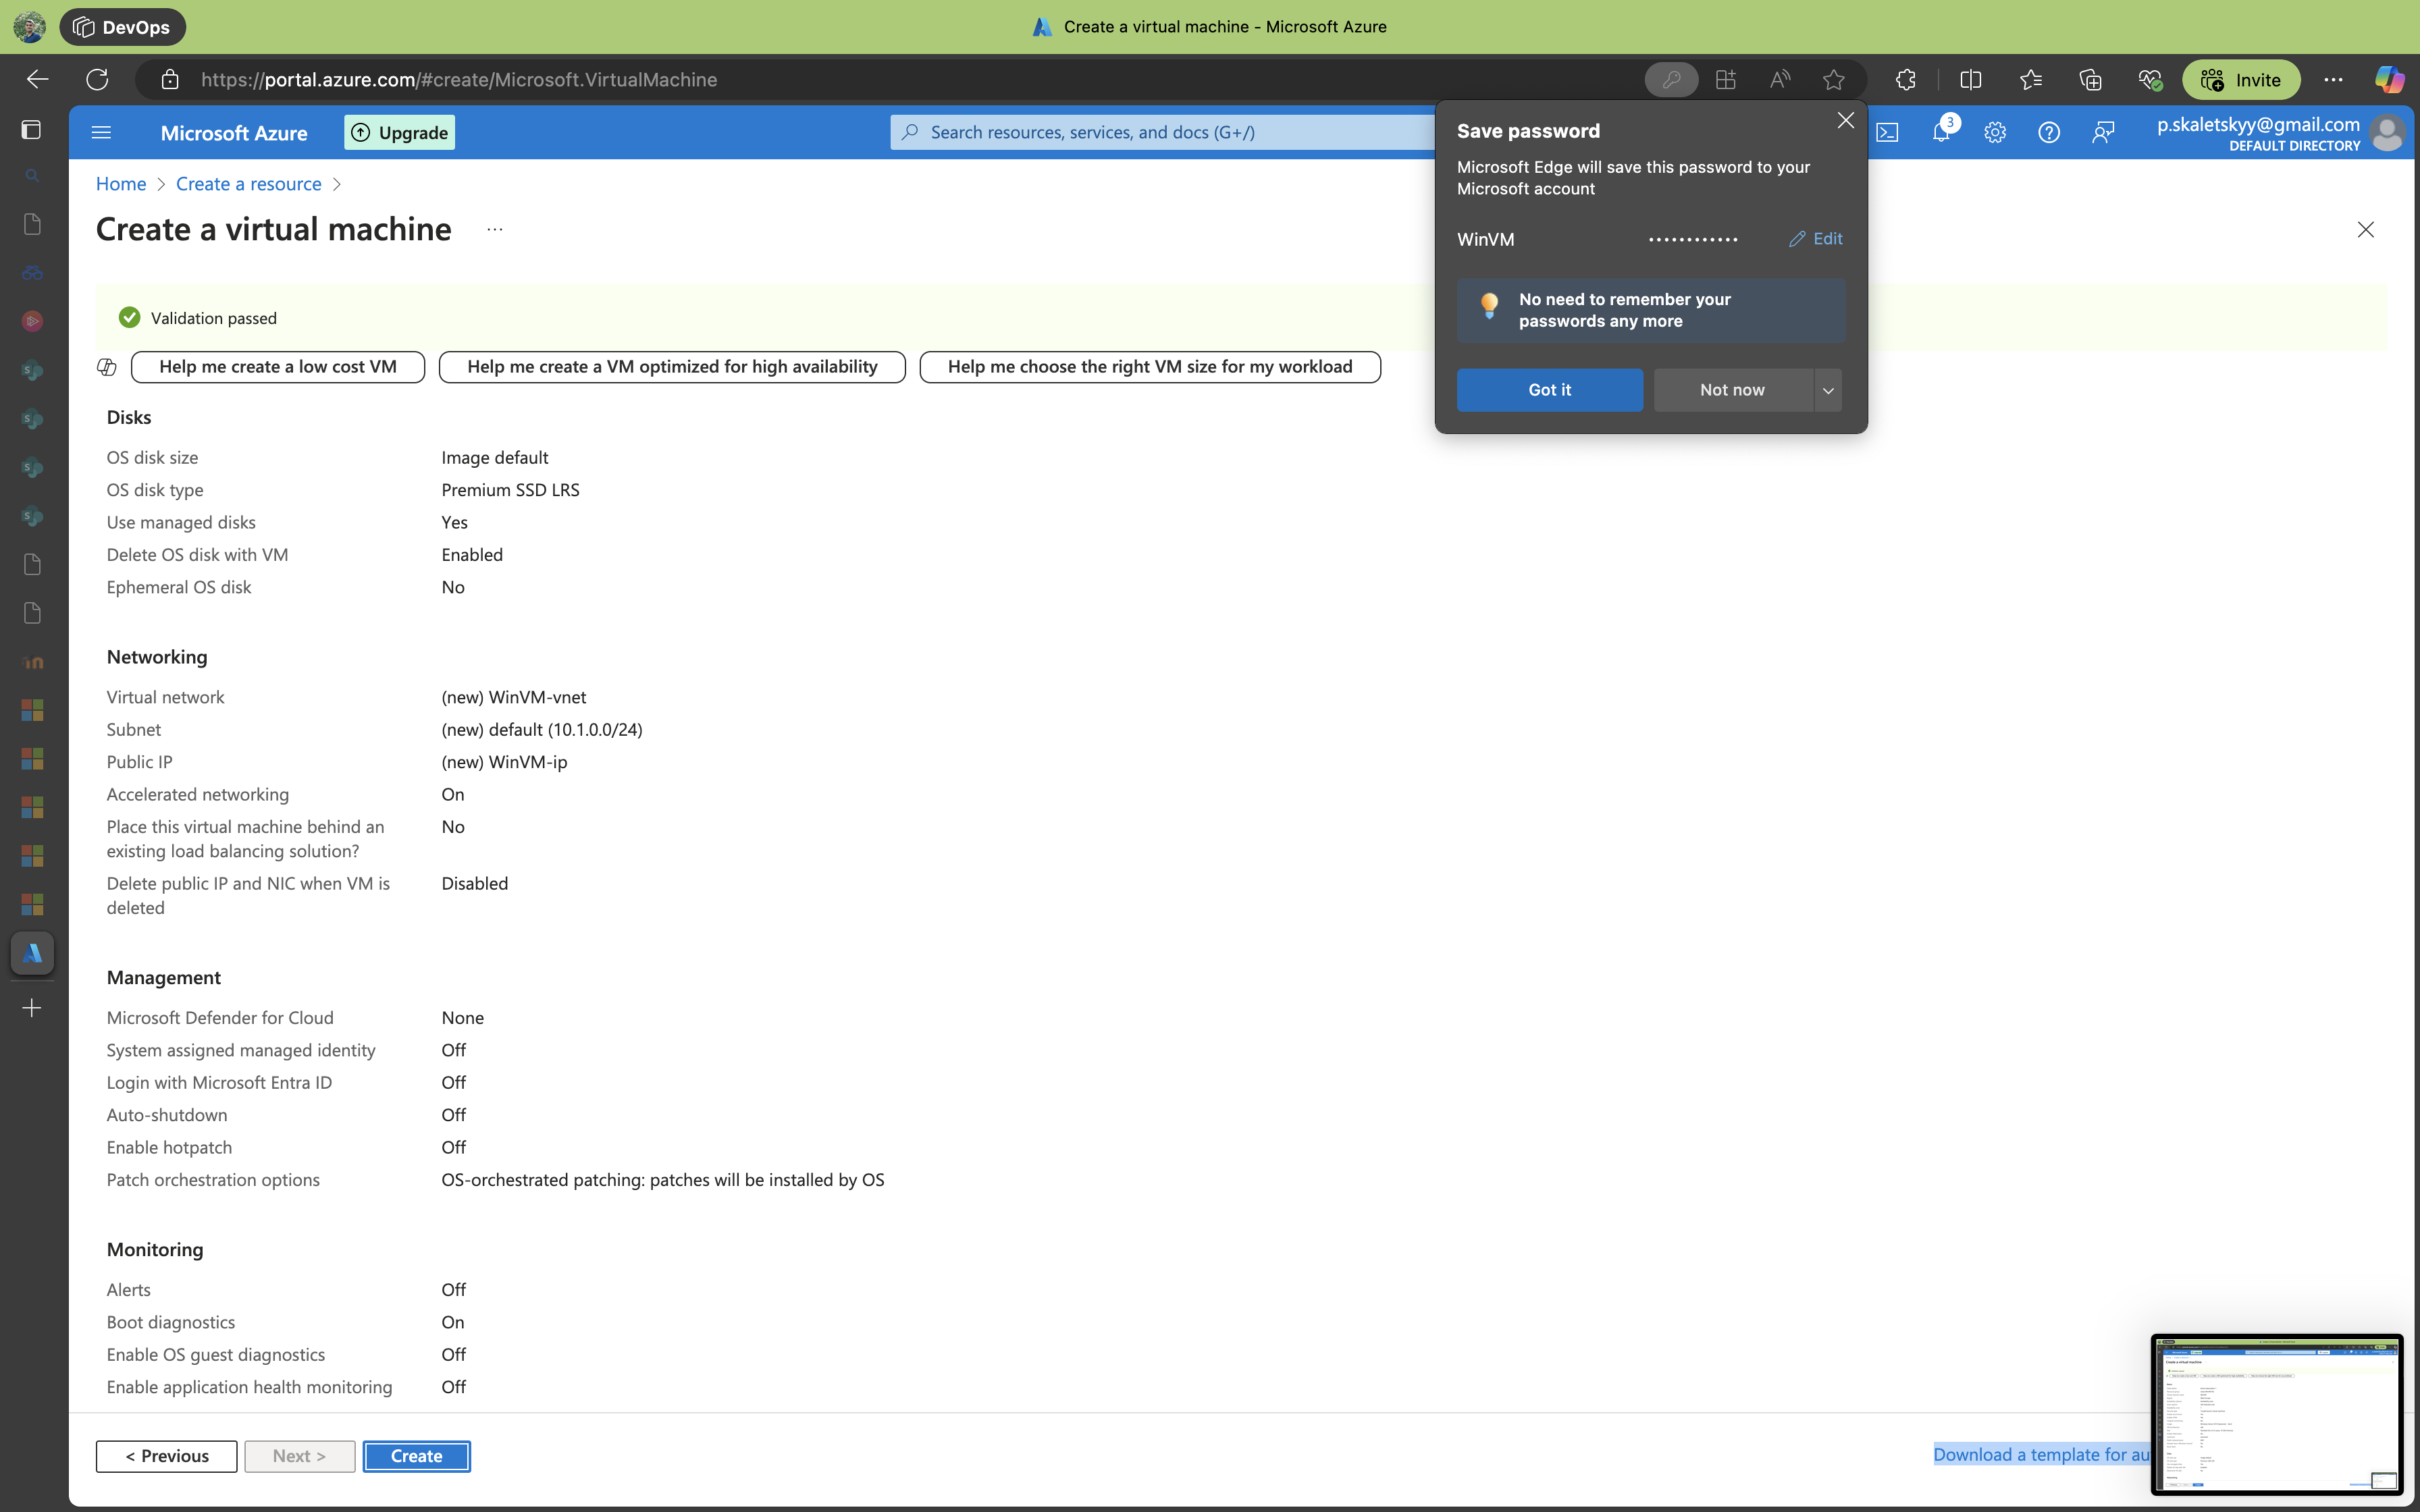 DevOps
Create a virtual machine - Microsoft Azure
https://portal.azure.com/#create/Microsoft.VirtualMachine
Invite
Microsoft Azure
Upgrade
Search resources, services, and docs (G+/)
3
p.skaletskyy@gmail.com
DEFAULT DIRECTORY
Save password
Microsoft Edge will save this password to your
Microsoft account
WinVM
••••••••••••
Edit
No need to remember your
passwords any more
Got it
Not now
Home > Create a resource >
Create a virtual machine ...
Validation passed
Help me create a low cost VM
Help me create a VM optimized for high availability
Help me choose the right VM size for my workload
Disks
OS disk size Image default
OS disk type Premium SSD LRS
Use managed disks Yes
Delete OS disk with VM Enabled
Ephemeral OS disk No
Networking
Virtual network (new) WinVM-vnet
Subnet (new) default (10.1.0.0/24)
Public IP (new) WinVM-ip
Accelerated networking On
Place this virtual machine behind an No
existing load balancing solution?
Delete public IP and NIC when VM is Disabled
deleted
Management
Microsoft Defender for Cloud None
System assigned managed identity Off
Login with Microsoft Entra ID Off
Auto-shutdown Off
Enable hotpatch Off
Patch orchestration options OS-orchestrated patching: patches will be installed by OS
Monitoring
Alerts Off
Boot diagnostics On
Enable OS guest diagnostics Off
Enable application health monitoring Off
< Previous
Next >
Create
Download a template for au